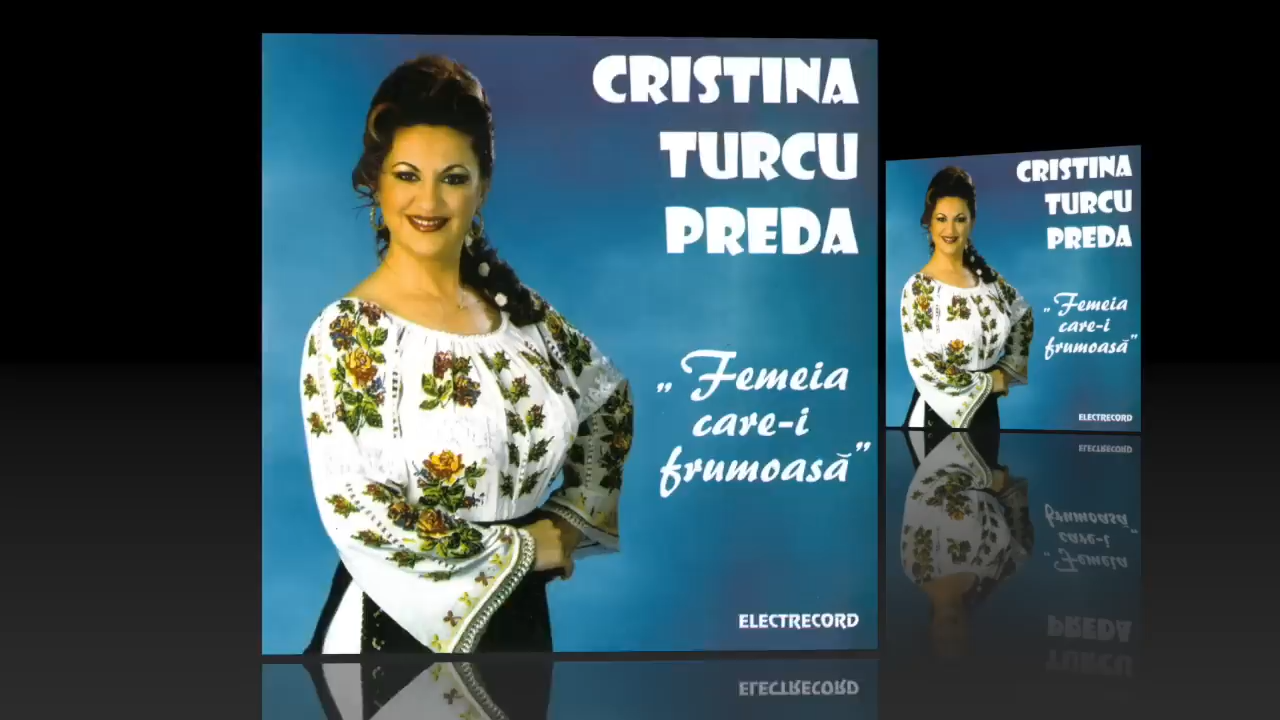 CRISTINA
TURCU
PREDA
„Femeia
care-i
frumoasă”
ELECTRECORD
CRISTINA
TURCU
PREDA
„Femeia
care-i
frumoasă”
ELECTRECORD